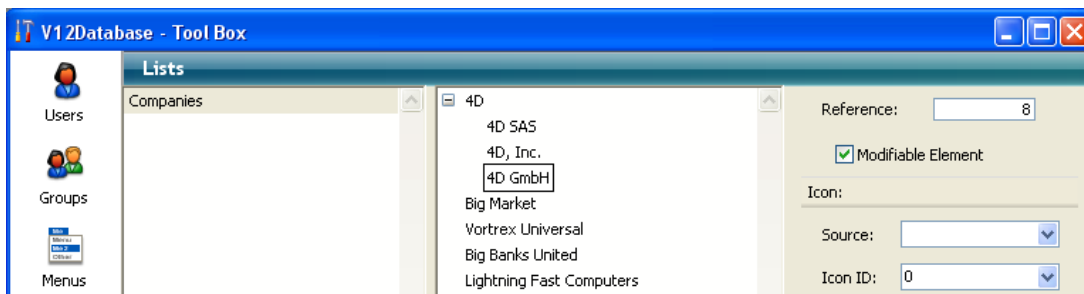 V12Database - Tool Box
Lists
Users
Groups
Menus
Companies
4D
4D SAS
4D, Inc.
4D GmbH
Big Market
Vortrex Universal
Big Banks United
Lightning Fast Computers
Reference: 8
Modifiable Element
Icon:
Source:
Icon ID: 0